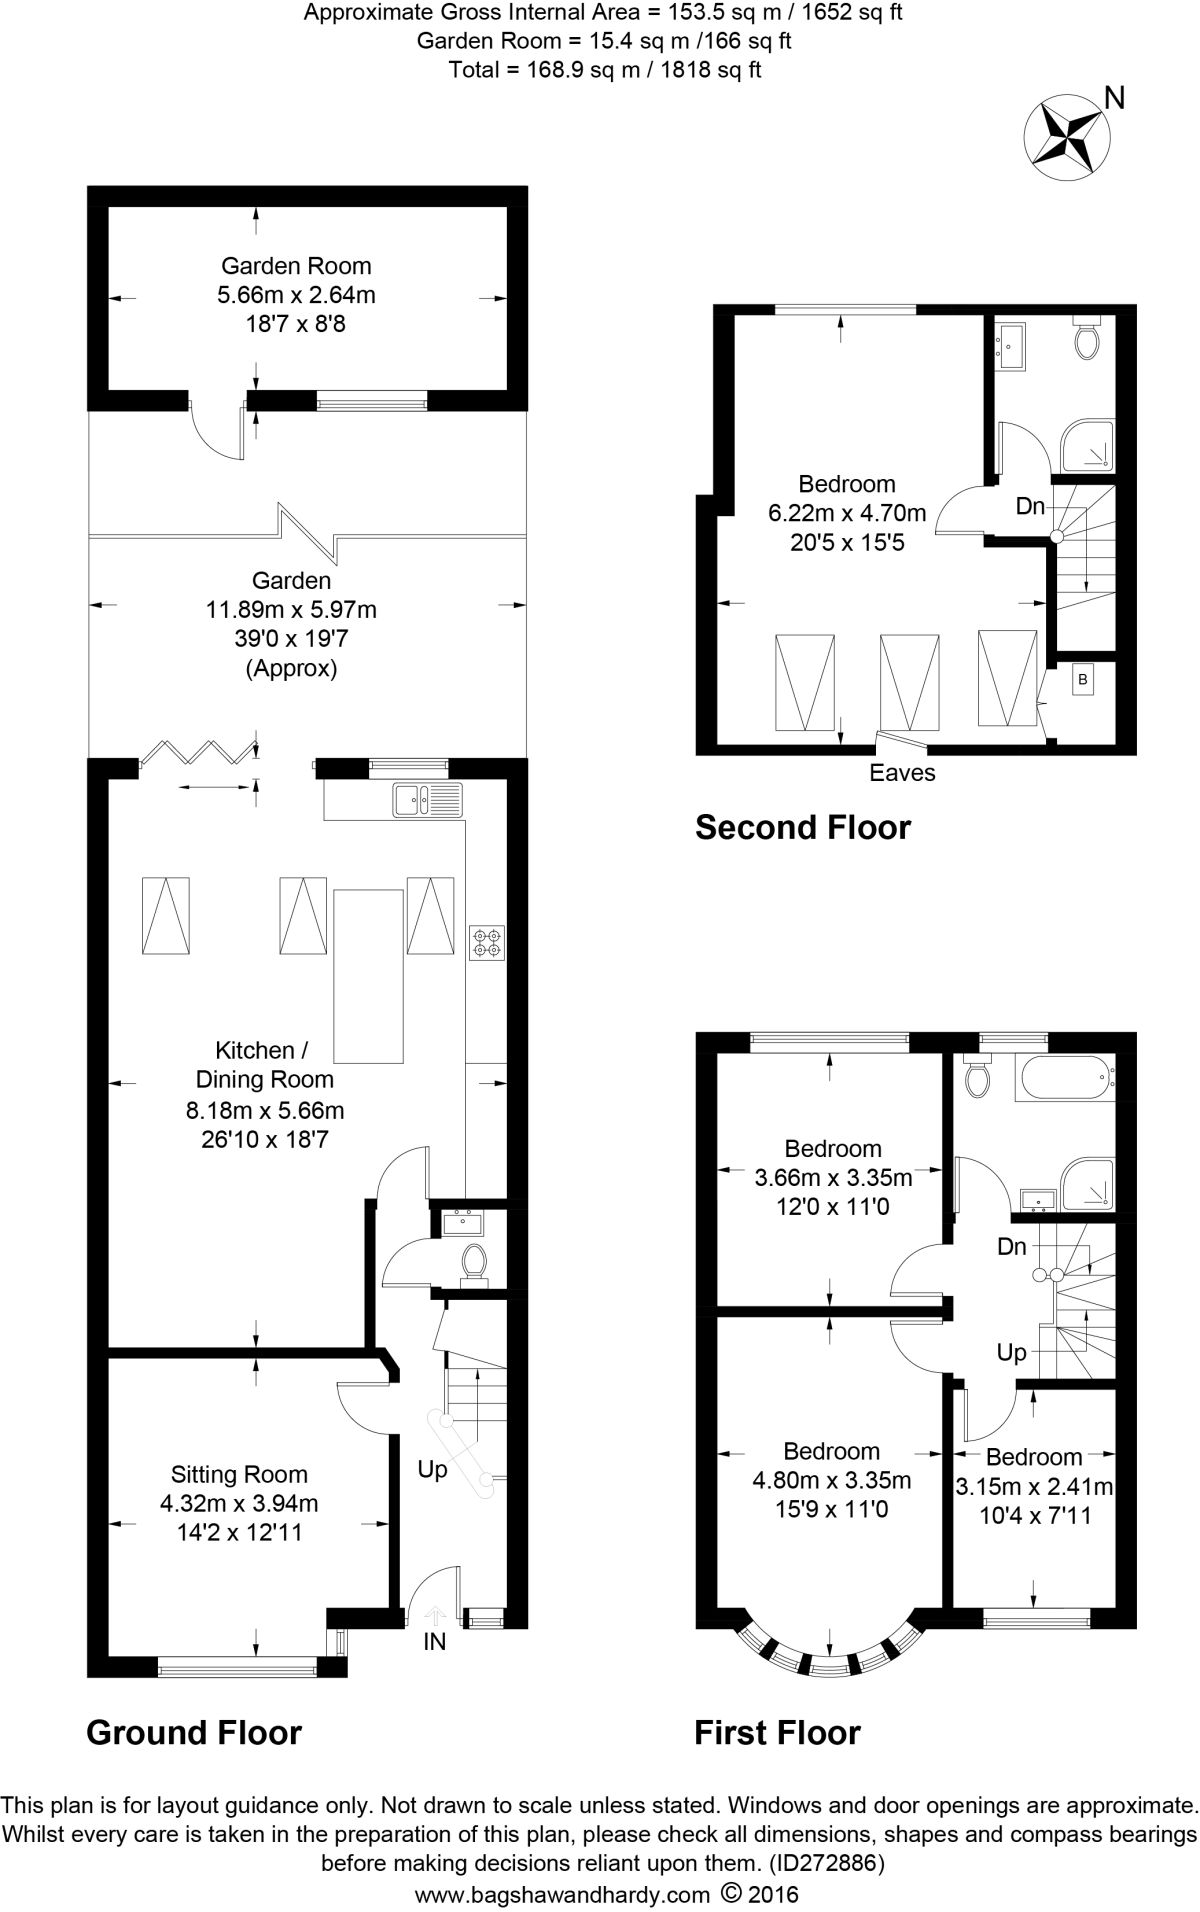 Approximate Gross Internal Area = 153.5 sq m / 1652 sq ft
Garden Room = 15.4 sq m /166 sq ft
Total = 168.9 sq m / 1818 sq ft
N
Garden Room
5.66m x 2.64m
18'7 x 8'8
Garden
11.89m x 5.97m
39'0 x 19'7
(Approx)
Kitchen /
Dining Room
8.18m x 5.66m
26'10 x 18'7
Sitting Room
4.32m x 3.94m
14'2 x 12'11
Up
IN
Ground Floor
Bedroom
6.22m x 4.70m
20'5 x 15'5
Dn
B
Eaves
Second Floor
Bedroom
3.66m x 3.35m
12'0 x 11'0
Dn
Up
Bedroom
4.80m x 3.35m
15'9 x 11'0
Bedroom
3.15m x 2.41m
10'4 x 7'11
First Floor
This plan is for layout guidance only. Not drawn to scale unless stated. Windows and door openings are approximate.
Whilst every care is taken in the preparation of this plan, please check all dimensions, shapes and compass bearings
before making decisions reliant upon them. (ID272886)
www.bagshawandhardy.com © 2016